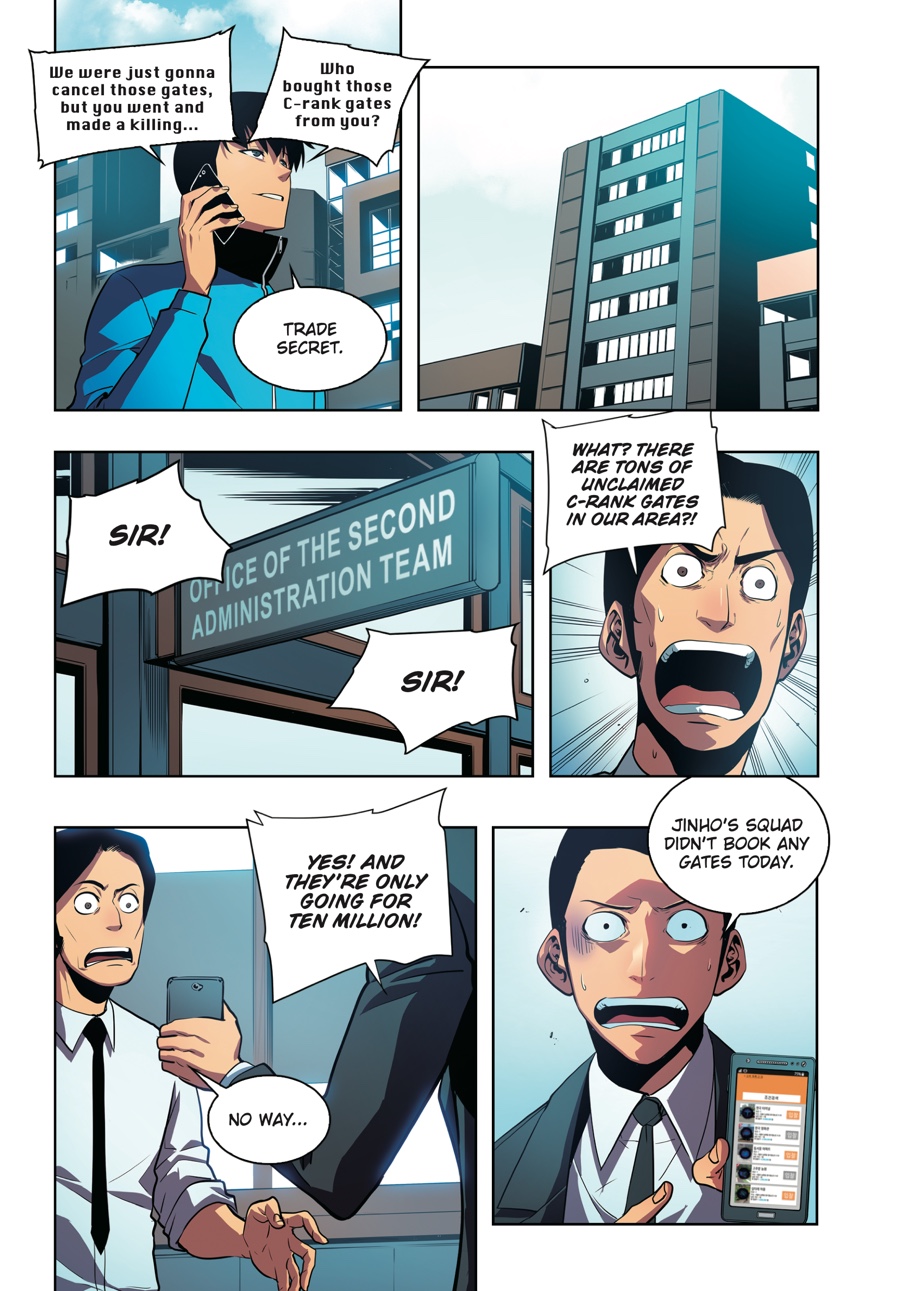 We were just gonna
cancel those gates,
but you went and
made a killing...
Who
bought those
C-rank gates
from you?
TRADE
SECRET.
SIR!
OFFICE OF THE SECOND
ADMINISTRATION TEAM
SIR!
WHAT? THERE
ARE TONS OF
UNCLAIMED
C-RANK GATES
IN OUR AREA?!
YES! AND
THEY'RE ONLY
GOING FOR
TEN MILLION!
NO WAY...
JINHO'S SQUAD
DIDN'T BOOK ANY
GATES TODAY.